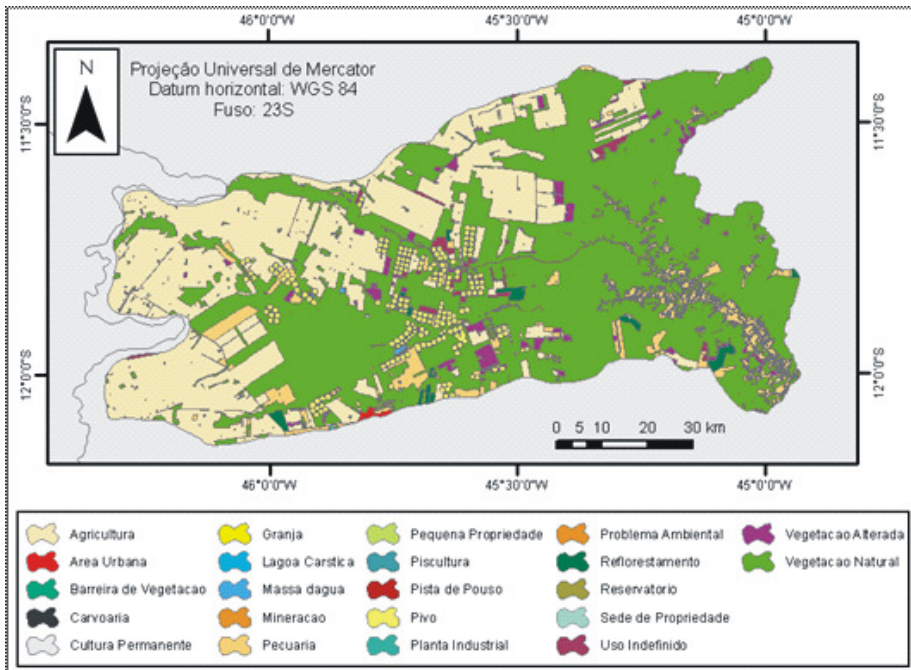 46°0'0"W 45°30'0"W 45°0'0"W
N
Projeção Universal de Mercator
Datum horizontal: WGS 84
Fuso: 23S
11°30'0"S 11°30'0"S
12°0'0"S 12°0'0"S
0 5 10 20 30 km
46°0'0"W 45°30'0"W 45°0'0"W
Agricultura Granja Pequena Propriedade Problema Ambiental Vegetacao Alterada
Area Urbana Lagoa Carstica Piscultura Reflorestamento Vegetacao Natural
Barreira de Vegetacao Massa dagua Pista de Pouso Reservatorio
Carvoaria Mineracao Pivo Sede de Propriedade
Cultura Permanente Pecuaria Planta Industrial Uso Indefinido